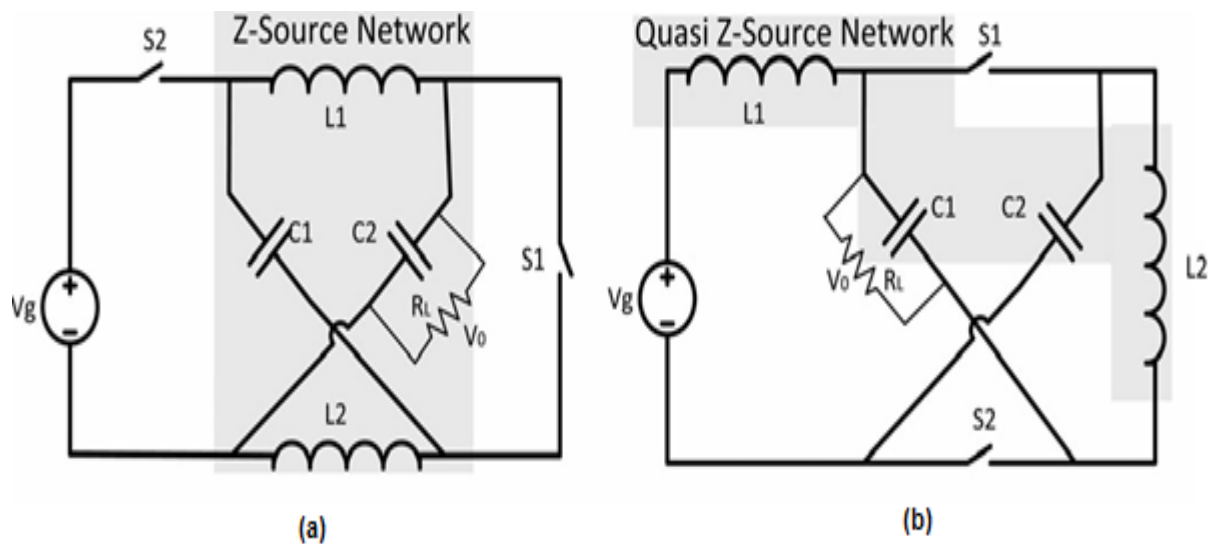 Z-Source Network
S2
L1
C1
C2
S1
Vg
RL
V0
L2
(a)
Quasi Z-Source Network
S1
L1
C1
C2
L2
V0
RL
Vg
S2
(b)